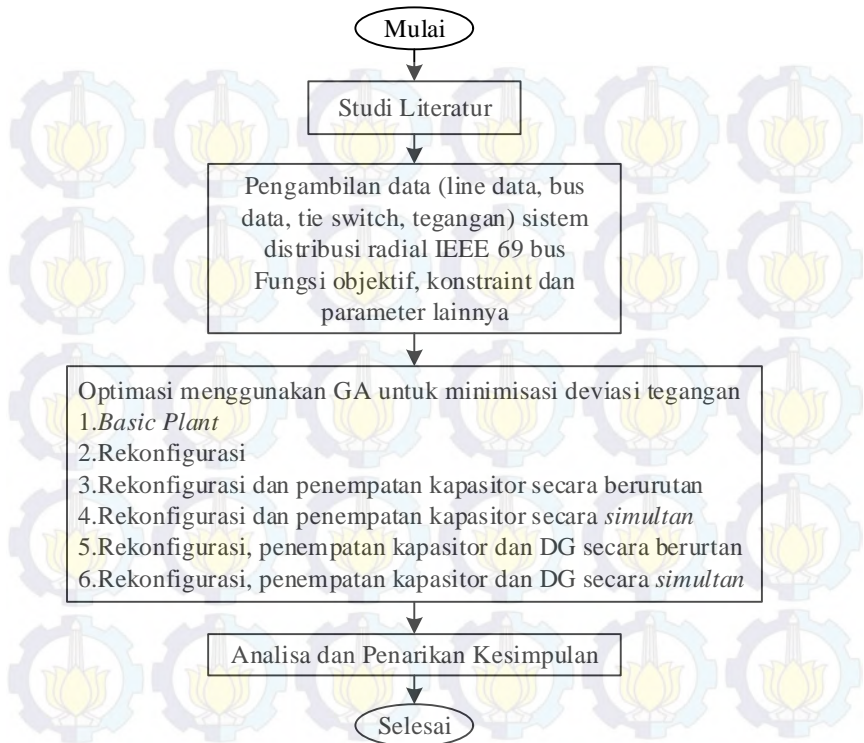 Mulai
Studi Literatur
Pengambilan data (line data, bus
data, tie switch, tegangan) sistem
distribusi radial IEEE 69 bus
Fungsi objektif, konstraint dan
parameter lainnya
Optimasi menggunakan GA untuk minimisasi deviasi tegangan
1.Basic Plant
2.Rekonfigurasi
3.Rekonfigurasi dan penempatan kapasitor secara berurutan
4.Rekonfigurasi dan penempatan kapasitor secara simultan
5.Rekonfigurasi, penempatan kapasitor dan DG secara berurtan
6.Rekonfigurasi, penempatan kapasitor dan DG secara simultan
Analisa dan Penarikan Kesimpulan
Selesai